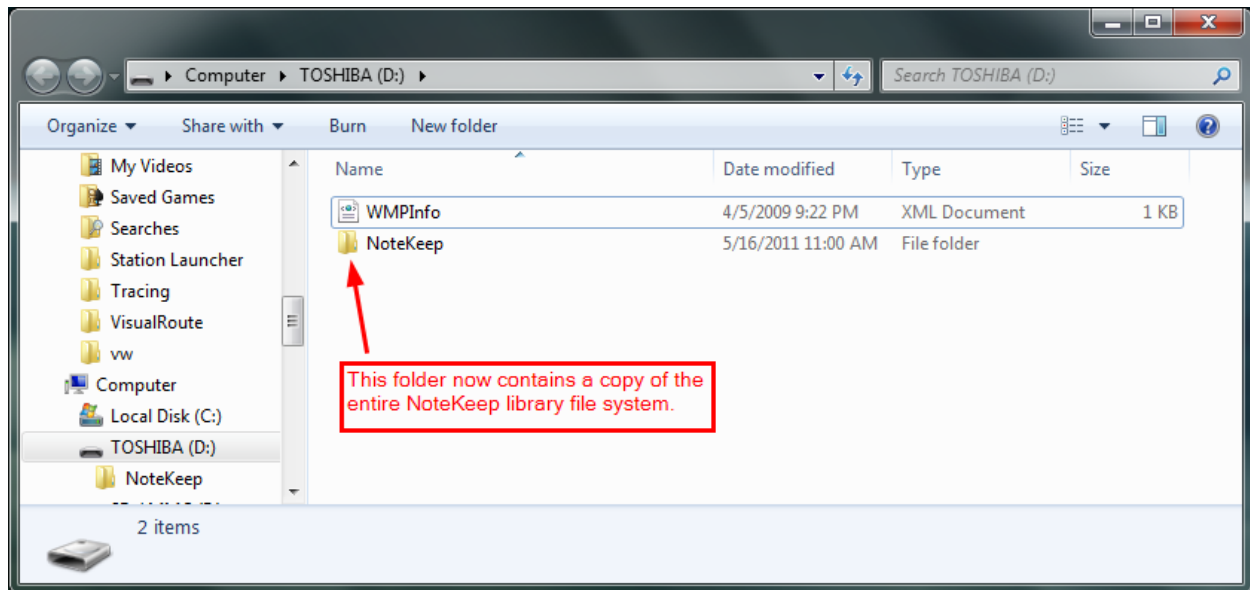 Computer ▸ TOSHIBA (D:) ▸
Search TOSHIBA (D:)
Organize Share with Burn New folder
Name Date modified Type Size
My Videos
Saved Games
Searches
Station Launcher
Tracing
VisualRoute
vw
Computer
Local Disk (C:)
TOSHIBA (D:)
NoteKeep
WMPInfo 4/5/2009 9:22 PM XML Document 1 KB
NoteKeep 5/16/2011 11:00 AM File folder
This folder now contains a copy of the
entire NoteKeep library file system.
2 items